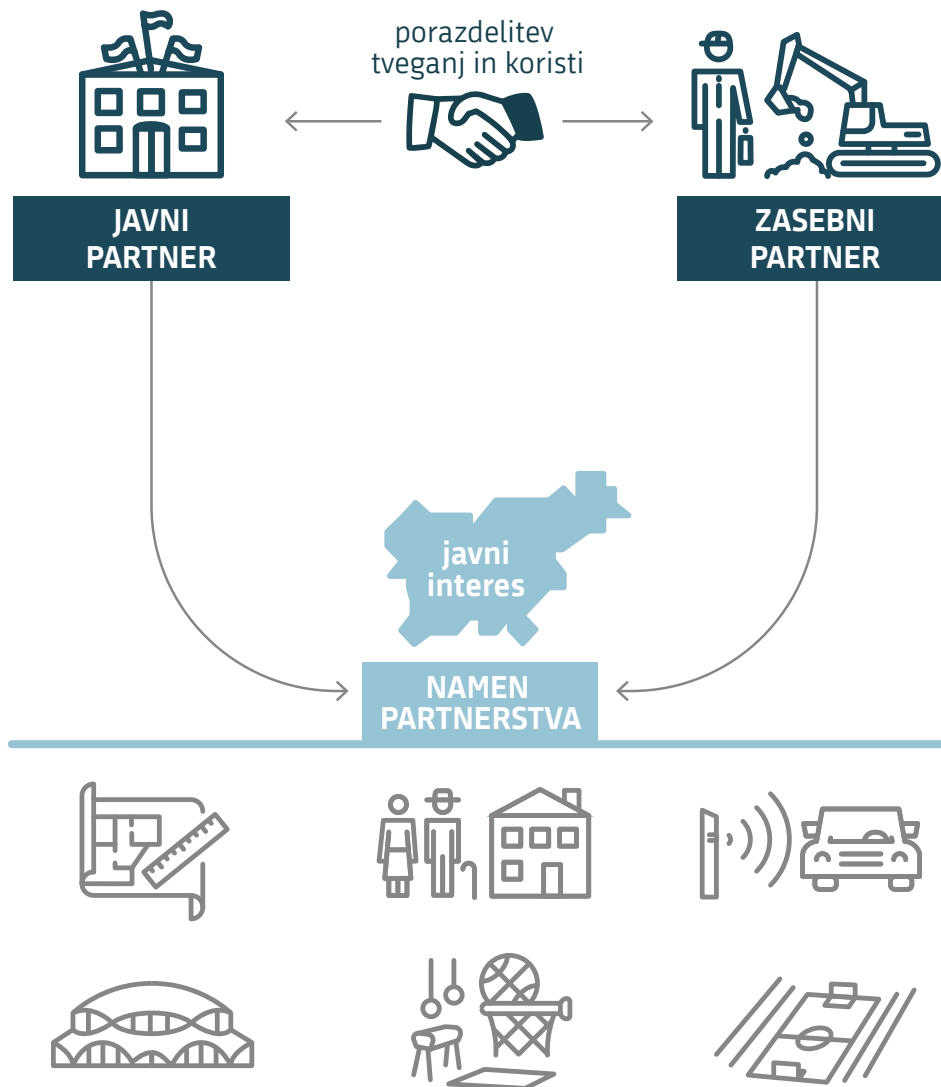 porazdelitev
tveganj in koristi
JAVNI
PARTNER
ZASEBNI
PARTNER
javni
interes
NAMEN
PARTNERSTVA